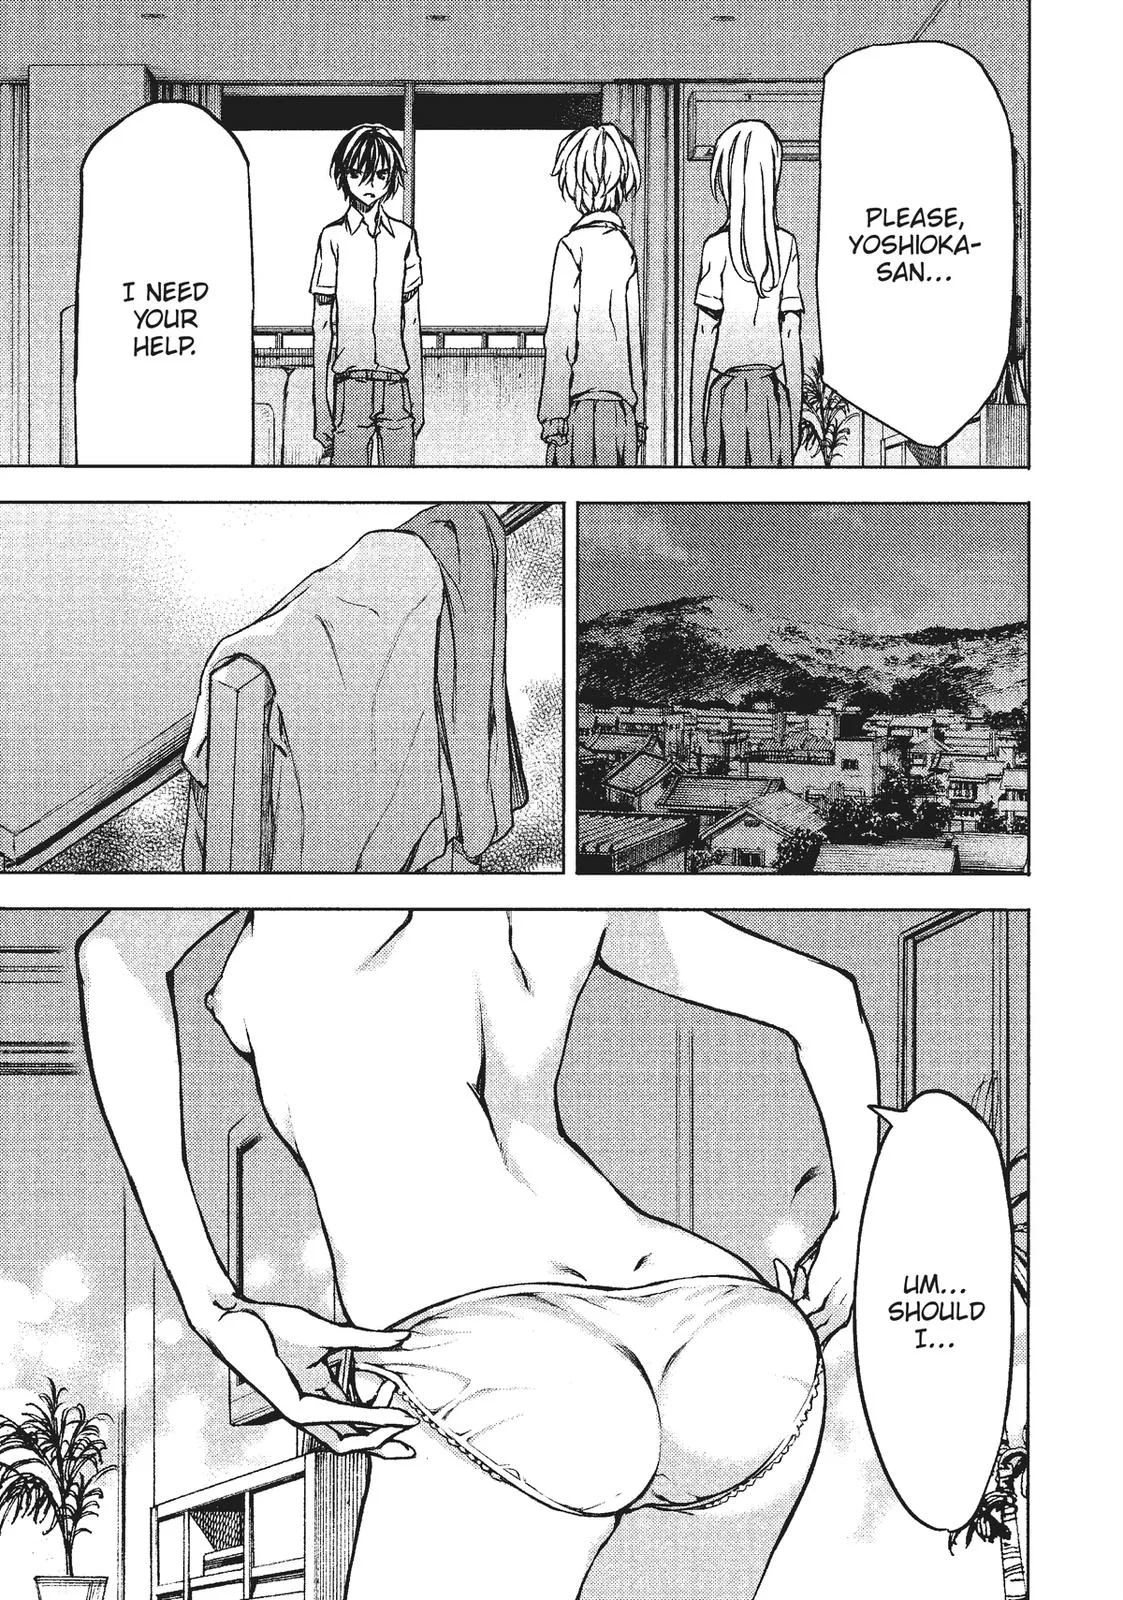 PLEASE,
YOSHIOKA-
SAN...
I NEED
YOUR
HELP.
UM...
SHOULD
I...